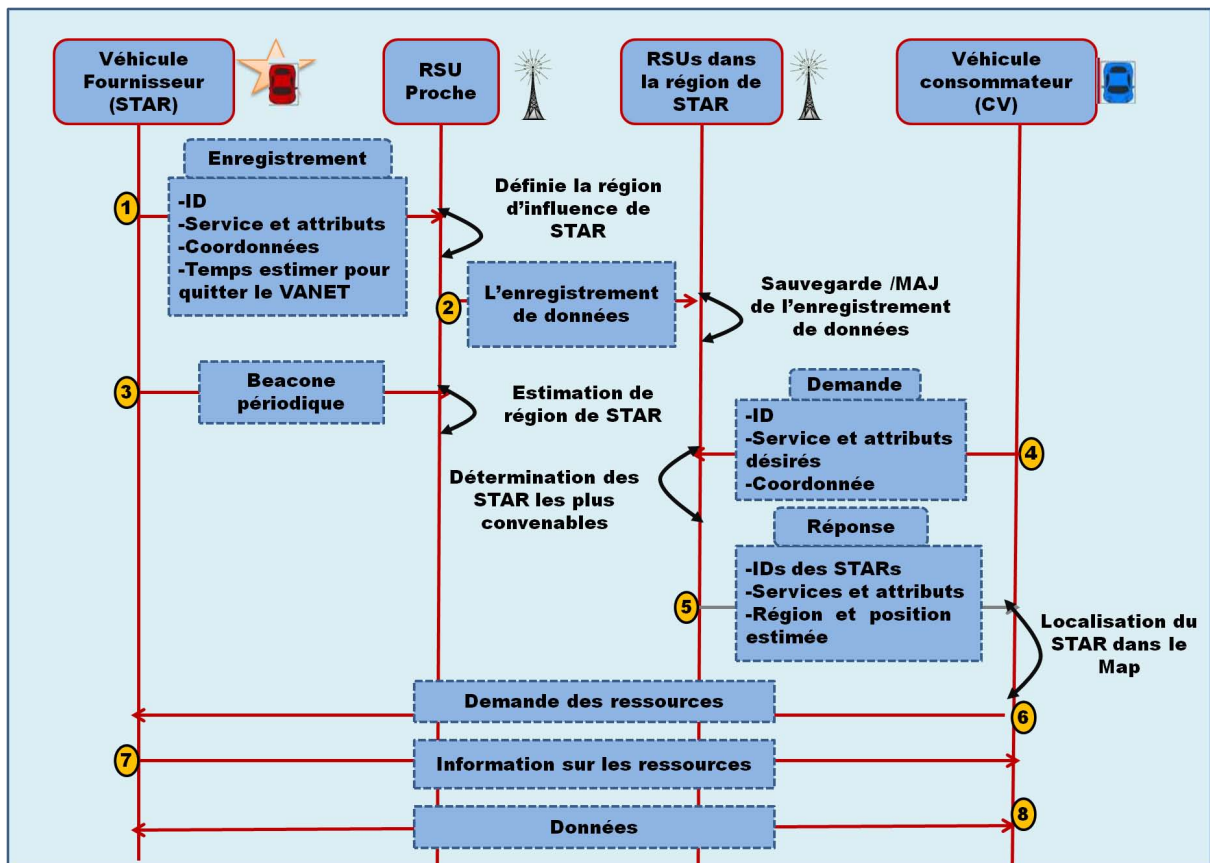 Véhicule
Fournisseur
(STAR)
RSU
Proche
RSUs dans
la région de
STAR
Véhicule
consommateur
(CV)
Enregistrement
1
-ID
-Service et attributs
-Coordonnées
-Temps estimer pour
quitter le VANET
Définie la région
d'influence de
STAR
2
L'enregistrement
de données
Sauvegarde /MAJ
de l'enregistrement
de données
3
Beacone
périodique
Estimation de
région de STAR
Demande
-ID
-Service et attributs
désirés
-Coordonnée
4
Détermination des
STAR les plus
convenables
Réponse
5
-IDs des STARs
-Services et attributs
-Région et position
estimée
Localisation du
STAR dans le
Map
Demande des ressources
6
7
Information sur les ressources
8
Données